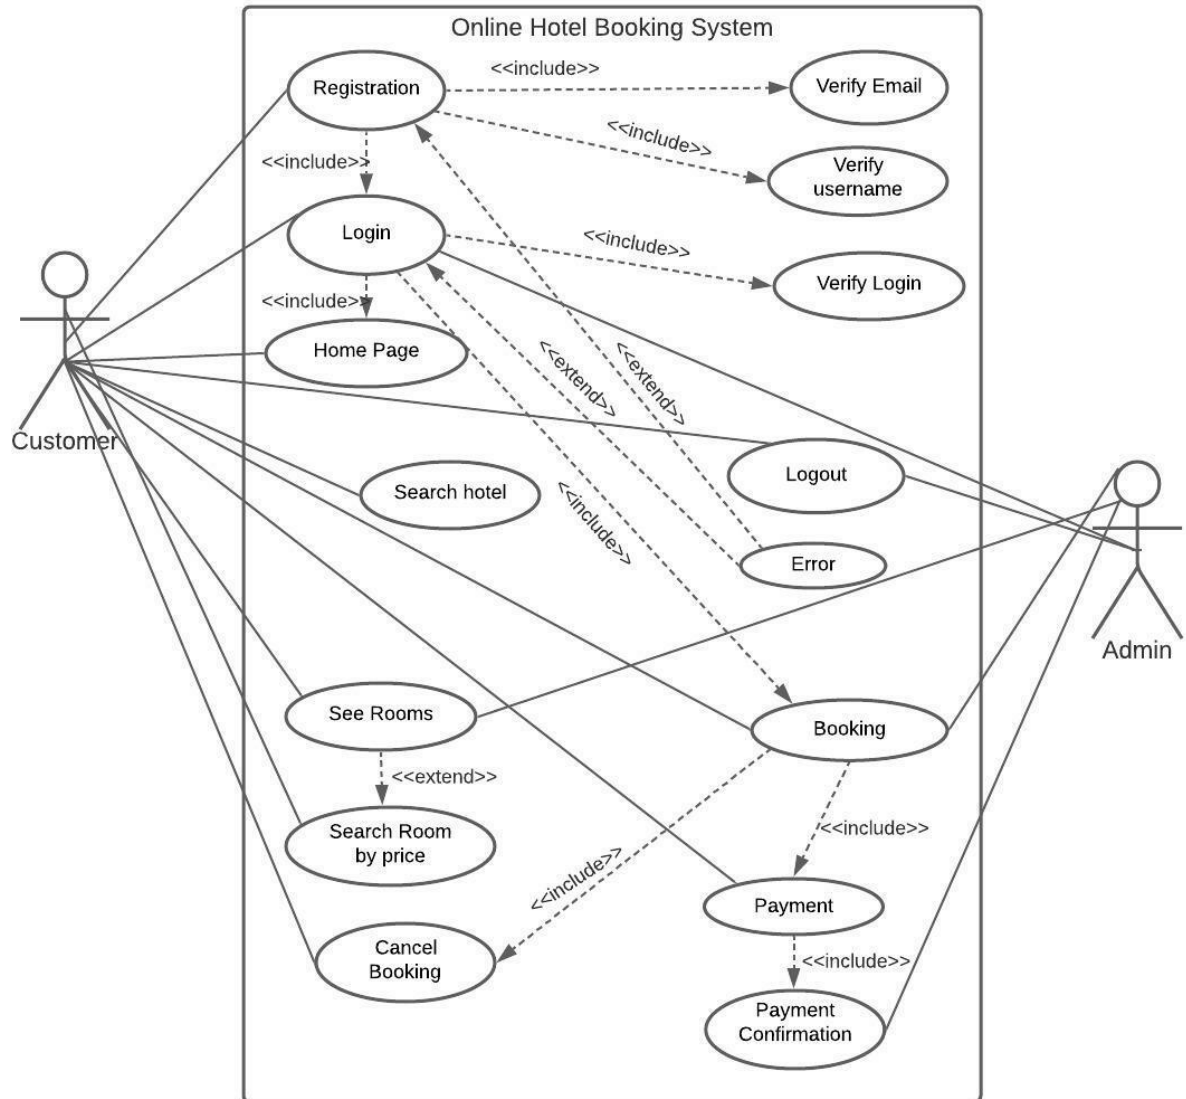 Online Hotel Booking System
Registration
<<include>>
Verify Email
<<include>>
Verify
username
<<include>>
Login
<<include>>
Verify Login
<<include>>
Home Page
<<extend>>
<<extend>>
Customer
Logout
Search hotel
<<include>>
Error
Admin
See Rooms
Booking
<<extend>>
Search Room
by price
<<include>>
<<include>>
Payment
Cancel
Booking
<<include>>
Payment
Confirmation